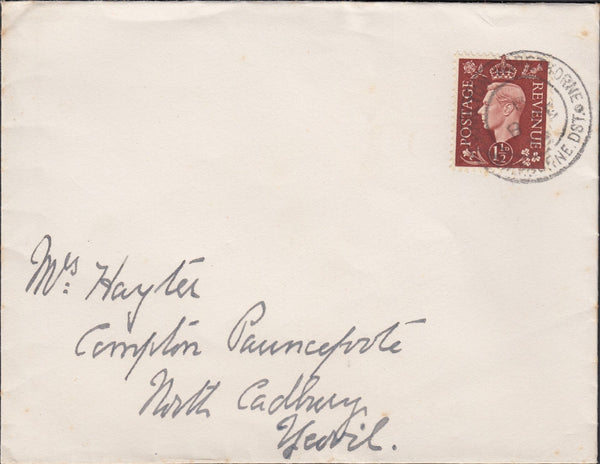 POSTAGE
REVENUE
1½D
Mrs: Hayter
Compton Pauncefoote
North Cadbury
Yeovil.